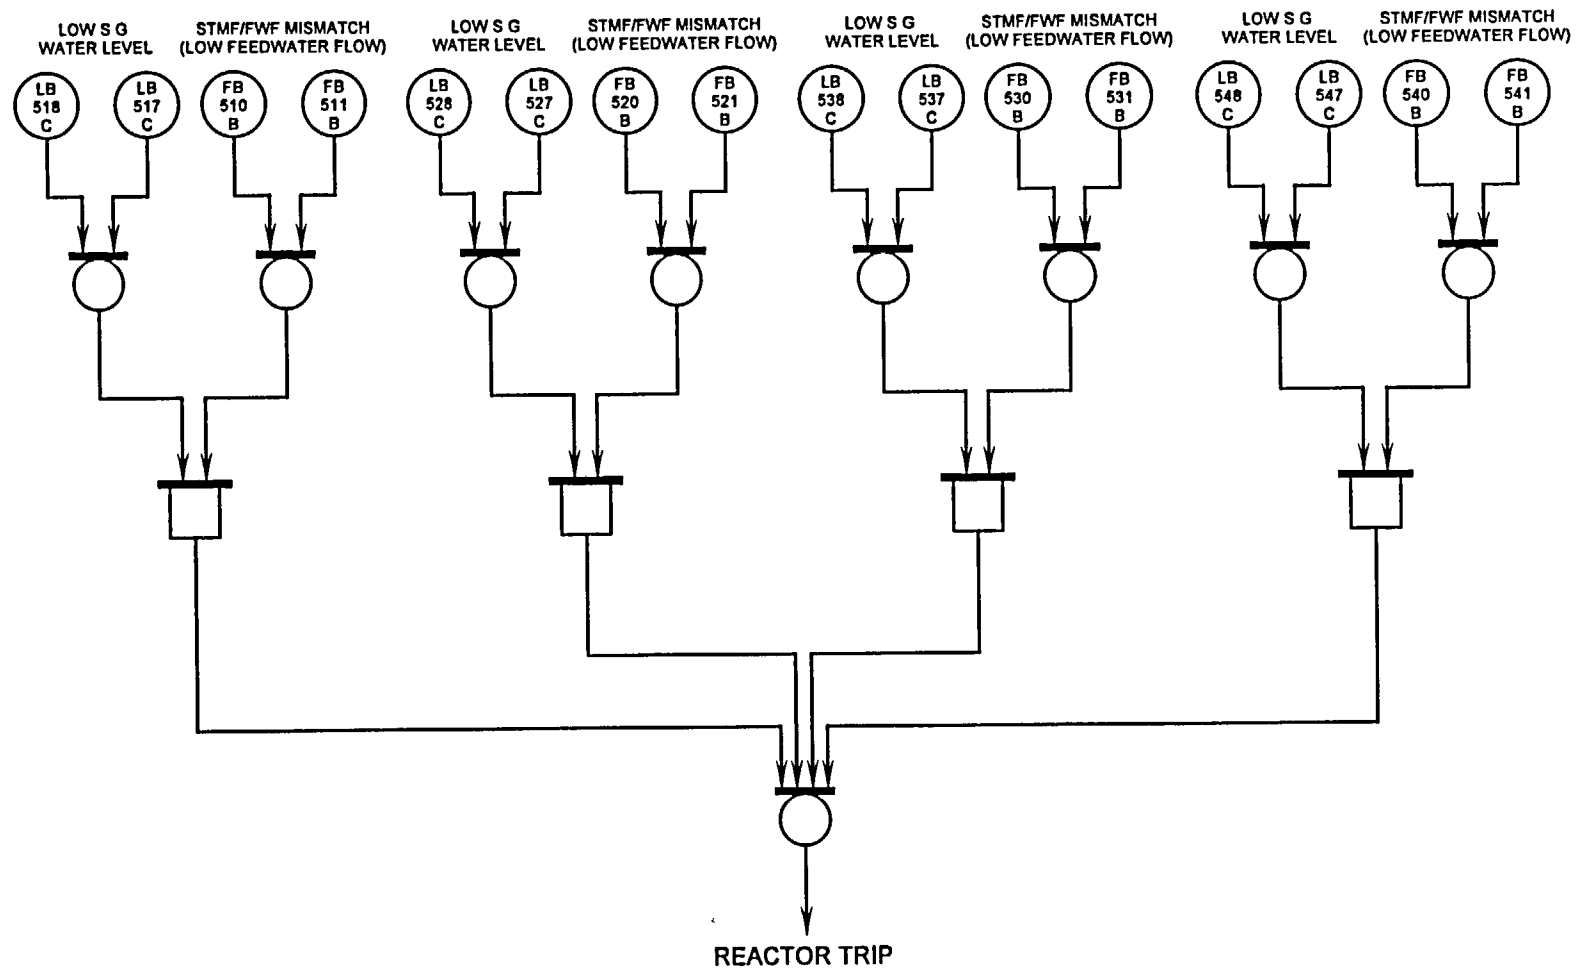 LOW S G
WATER LEVEL
STMF/FWF MISMATCH
(LOW FEEDWATER FLOW)
LOW S G
WATER LEVEL
STMF/FWF MISMATCH
(LOW FEEDWATER FLOW)
LOW S G
WATER LEVEL
STMF/FWF MISMATCH
(LOW FEEDWATER FLOW)
LOW S G
WATER LEVEL
STMF/FWF MISMATCH
(LOW FEEDWATER FLOW)
LB
518
C
LB
517
C
FB
510
B
FB
511
B
LB
528
C
LB
527
C
FB
520
B
FB
521
B
LB
538
C
LB
537
C
FB
530
B
FB
531
B
LB
548
C
LB
547
C
FB
540
B
FB
541
B
REACTOR TRIP